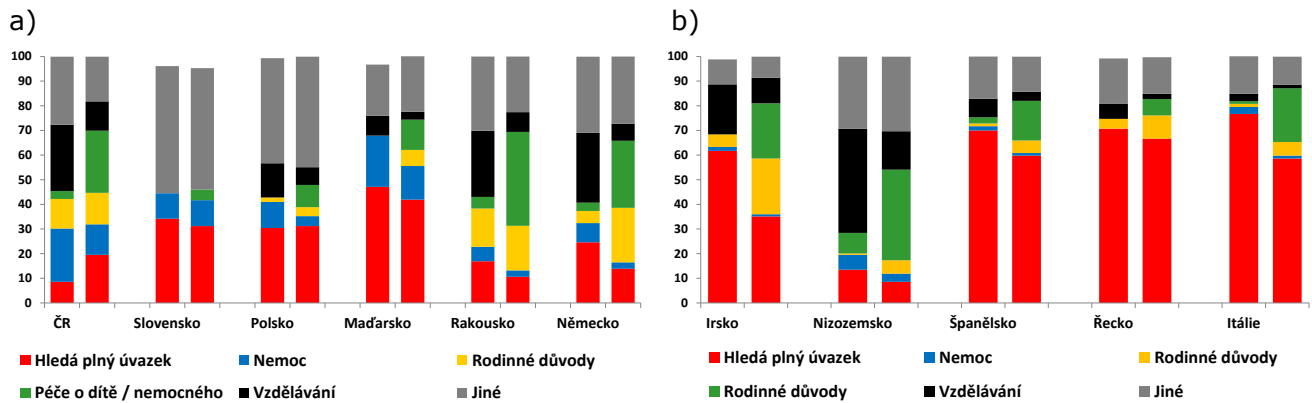 a)
100
90
80
70
60
50
40
30
20
10
0
ČR Slovensko Polsko Maďarsko Rakousko Německo
Hledá plný úvazek Nemoc Rodinné důvody
Péče o dítě / nemocného Vzdělávání Jiné
b)
100
90
80
70
60
50
40
30
20
10
0
Irsko Nizozemsko Španělsko Řecko Itálie
Hledá plný úvazek Nemoc Rodinné důvody
Rodinné důvody Vzdělávání Jiné